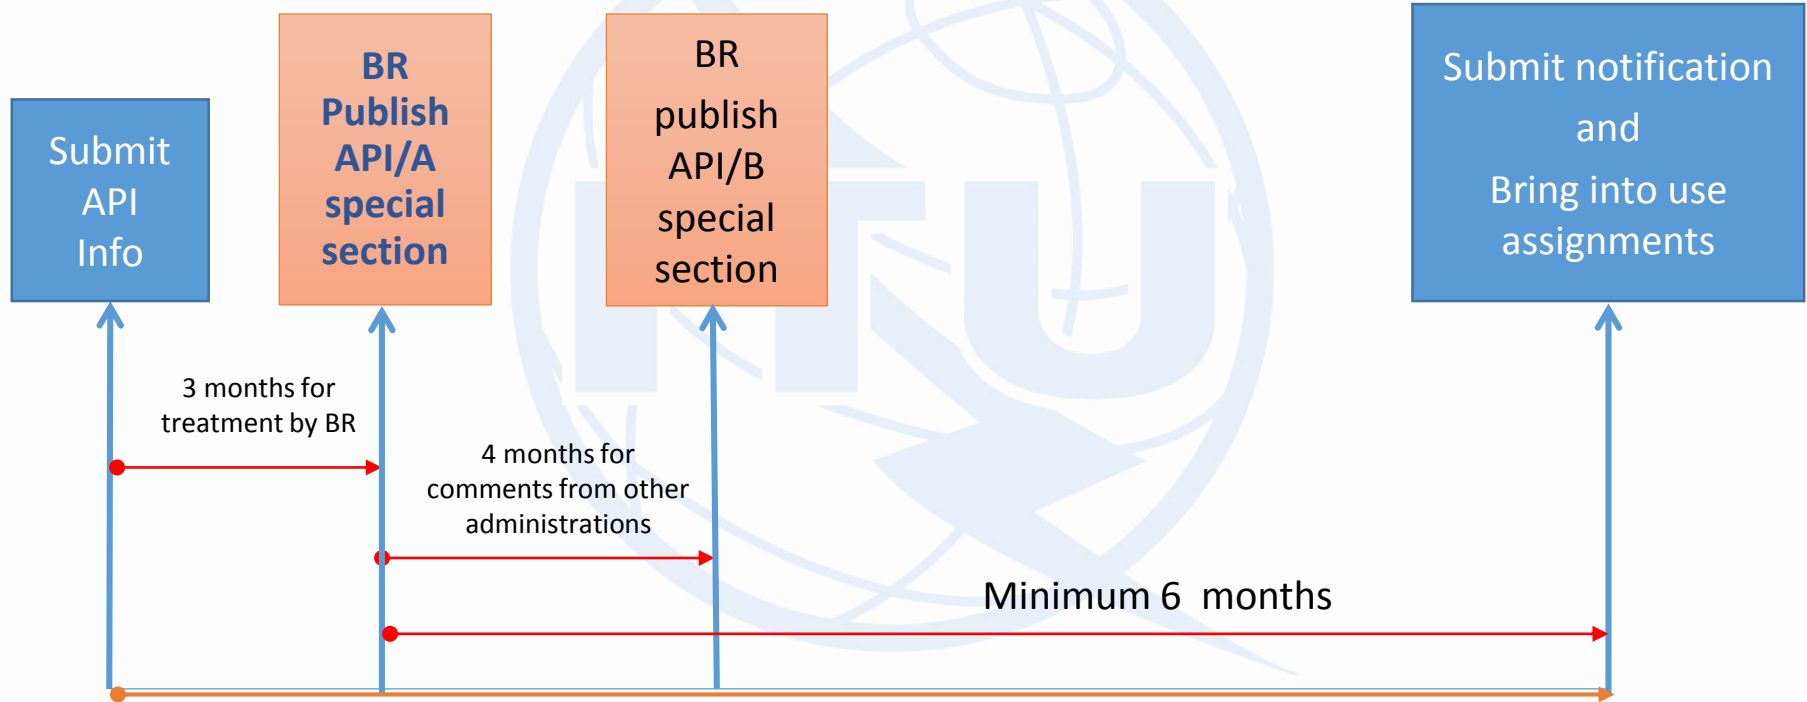 Submit
API
Info
BR
Publish
API/A
special
section
BR
publish
API/B
special
section
Submit notification
and
Bring into use
assignments
3 months for
treatment by BR
4 months for
comments from other
administrations
Minimum 6 months
ITU